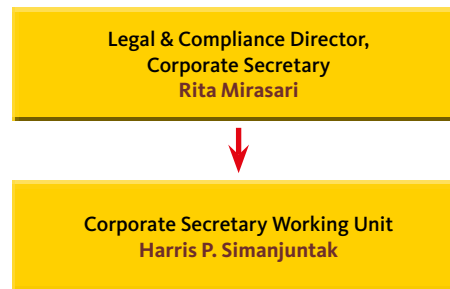 Legal & Compliance Director,
Corporate Secretary
Rita Mirasari
Corporate Secretary Working Unit
Harris P. Simanjuntak